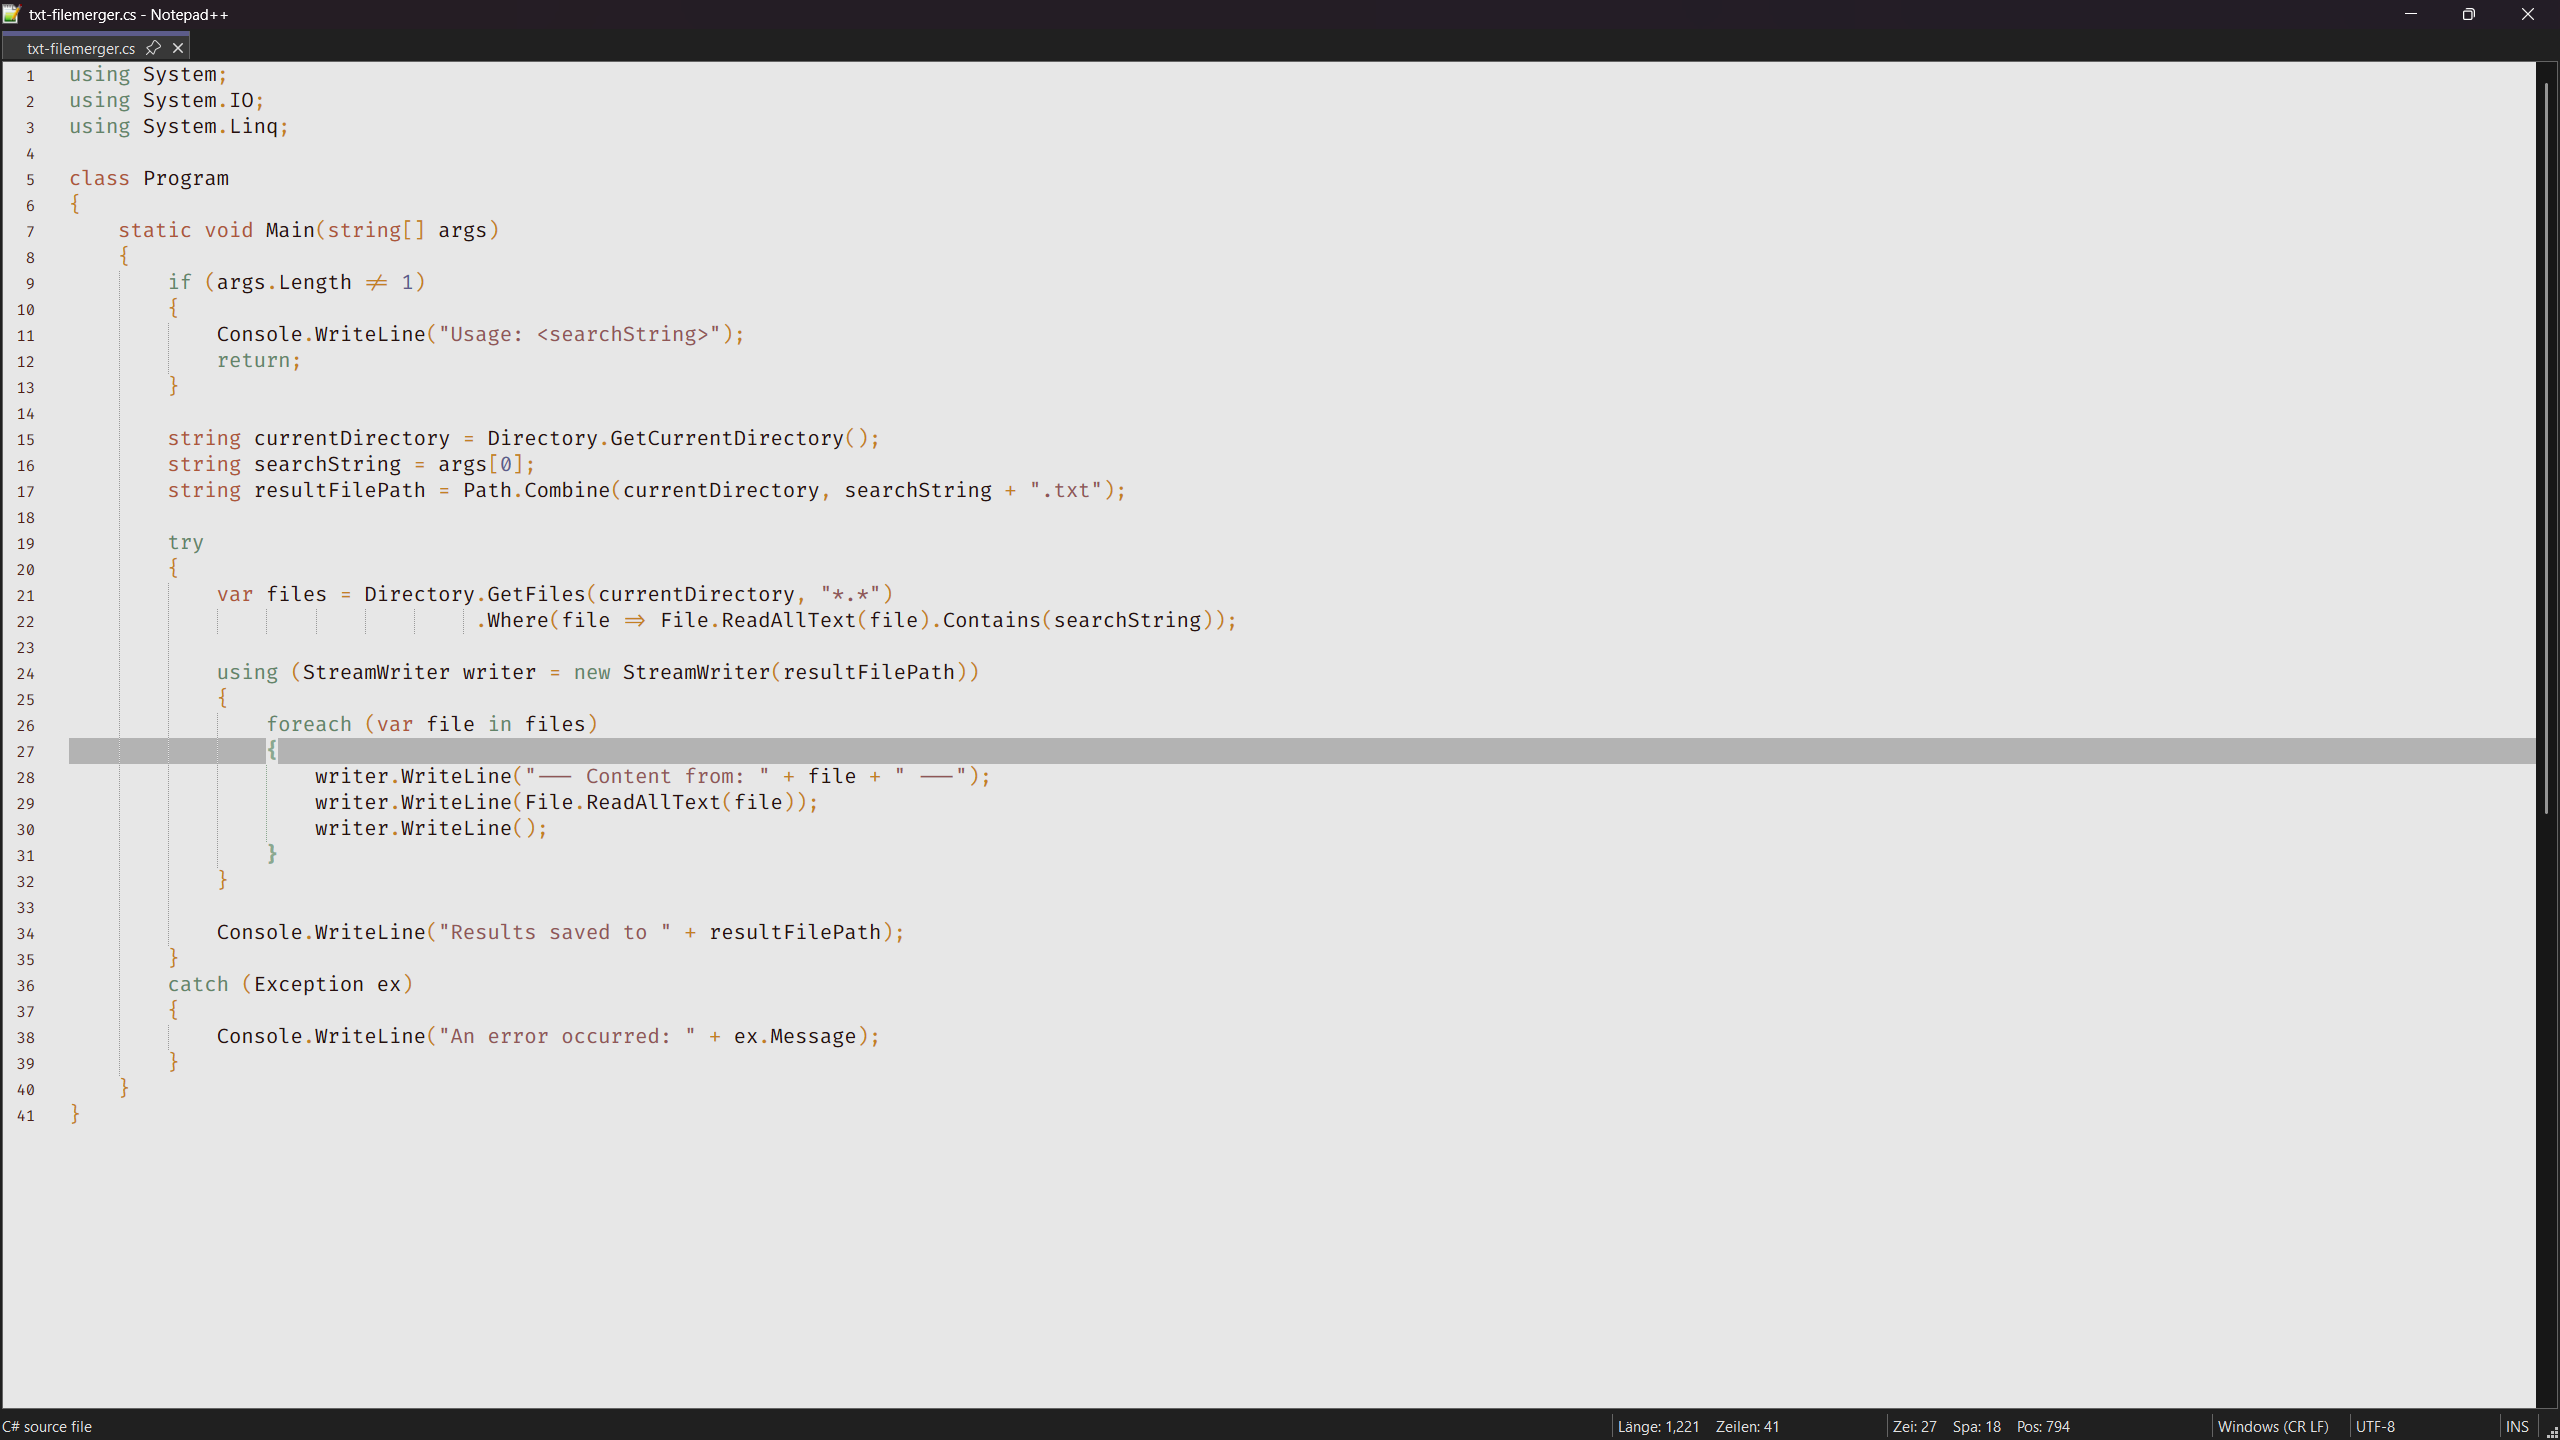 txt-filemerger.cs - Notepad++
txt-filemerger.cs
1 using System;
2 using System.IO;
3 using System.Linq;
4
5 class Program
6 {
7     static void Main(string[] args)
8     {
9         if (args.Length != 1)
10         {
11             Console.WriteLine("Usage: <searchString>");
12             return;
13         }
14
15         string currentDirectory = Directory.GetCurrentDirectory();
16         string searchString = args[0];
17         string resultFilePath = Path.Combine(currentDirectory, searchString + ".txt");
18
19         try
20         {
21             var files = Directory.GetFiles(currentDirectory, "*.*")
22                                  .Where(file => File.ReadAllText(file).Contains(searchString));
23
24             using (StreamWriter writer = new StreamWriter(resultFilePath))
25             {
26                 foreach (var file in files)
27                 {
28                     writer.WriteLine("--- Content from: " + file + " ---");
29                     writer.WriteLine(File.ReadAllText(file));
30                     writer.WriteLine();
31                 }
32             }
33
34             Console.WriteLine("Results saved to " + resultFilePath);
35         }
36         catch (Exception ex)
37         {
38             Console.WriteLine("An error occurred: " + ex.Message);
39         }
40     }
41 }
C# source file Länge: 1,221 Zeilen: 41 Zei: 27 Spa: 18 Pos: 794 Windows (CR LF) UTF-8 INS